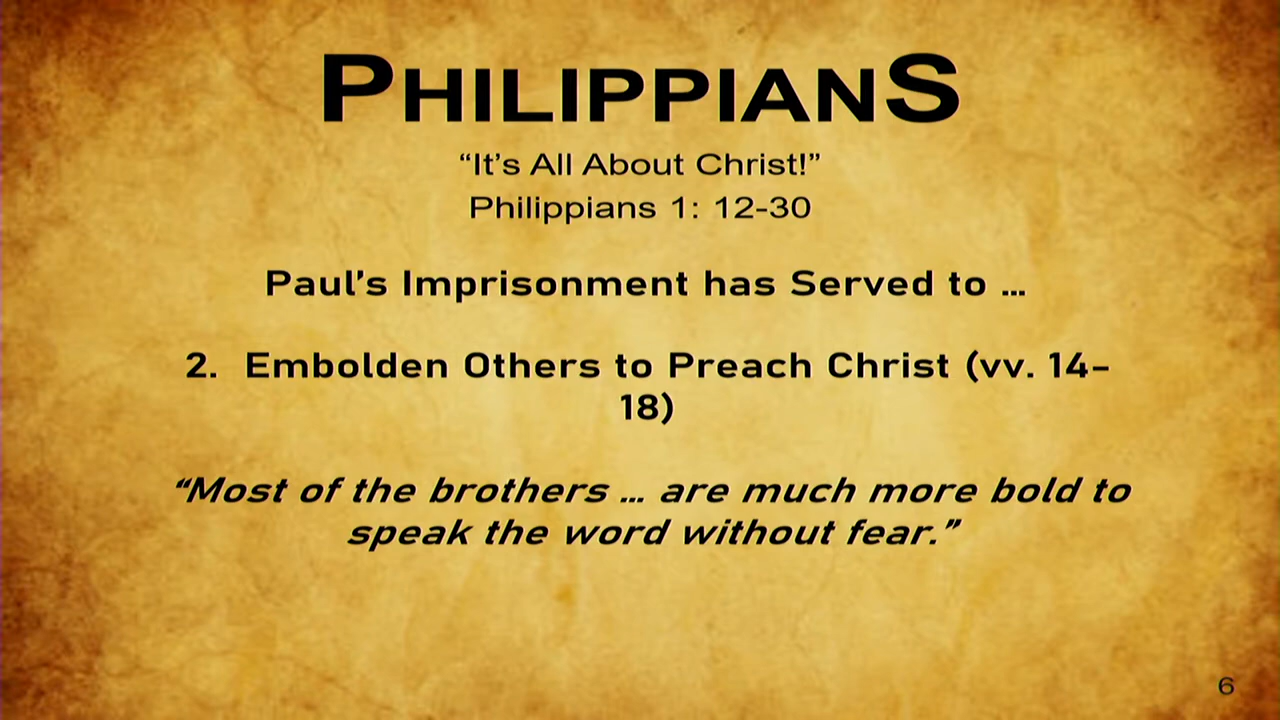 PHILIPPIANS
“It’s All About Christ!”
Philippians 1: 12-30
Paul’s Imprisonment has Served to …
2. Embolden Others to Preach Christ (vv. 14–
18)
“Most of the brothers … are much more bold to
speak the word without fear.”
6